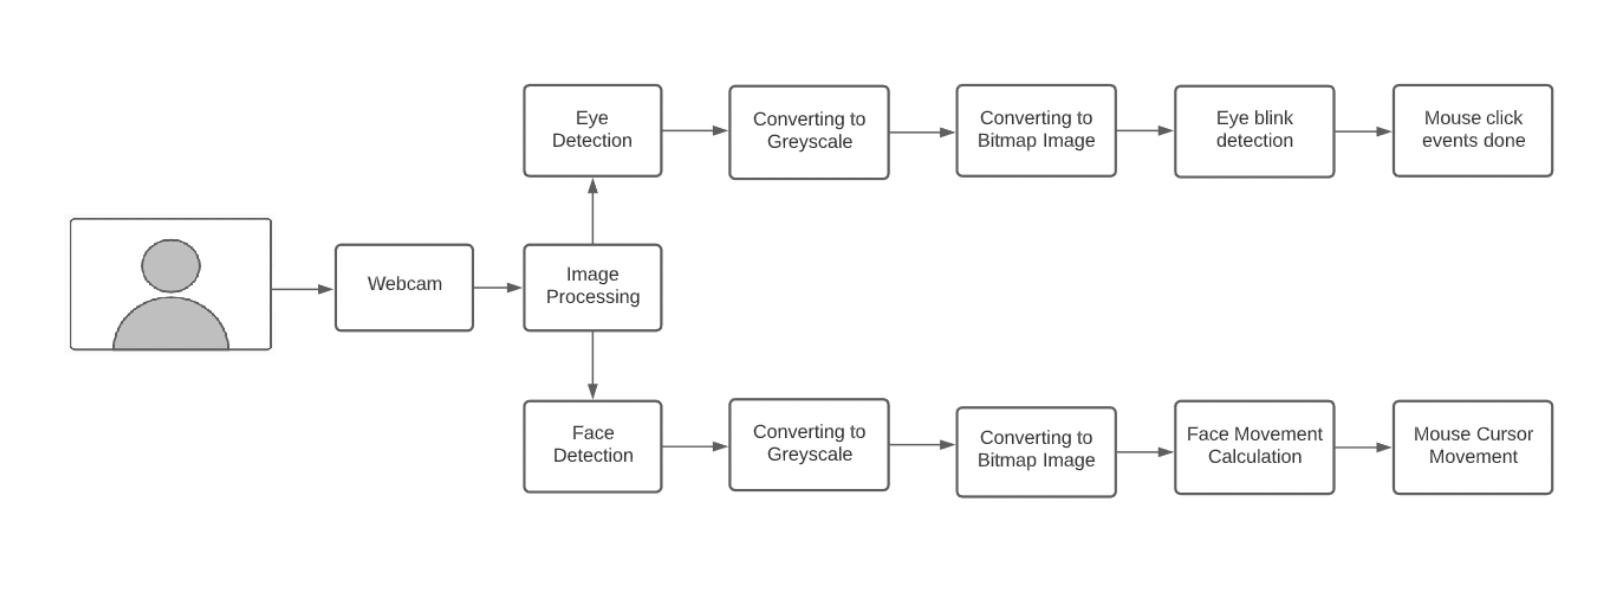 Eye
Detection
Converting to
Greyscale
Converting to
Bitmap Image
Eye blink
detection
Mouse click
events done
Webcam
Image
Processing
Face
Detection
Converting to
Greyscale
Converting to
Bitmap Image
Face Movement
Calculation
Mouse Cursor
Movement